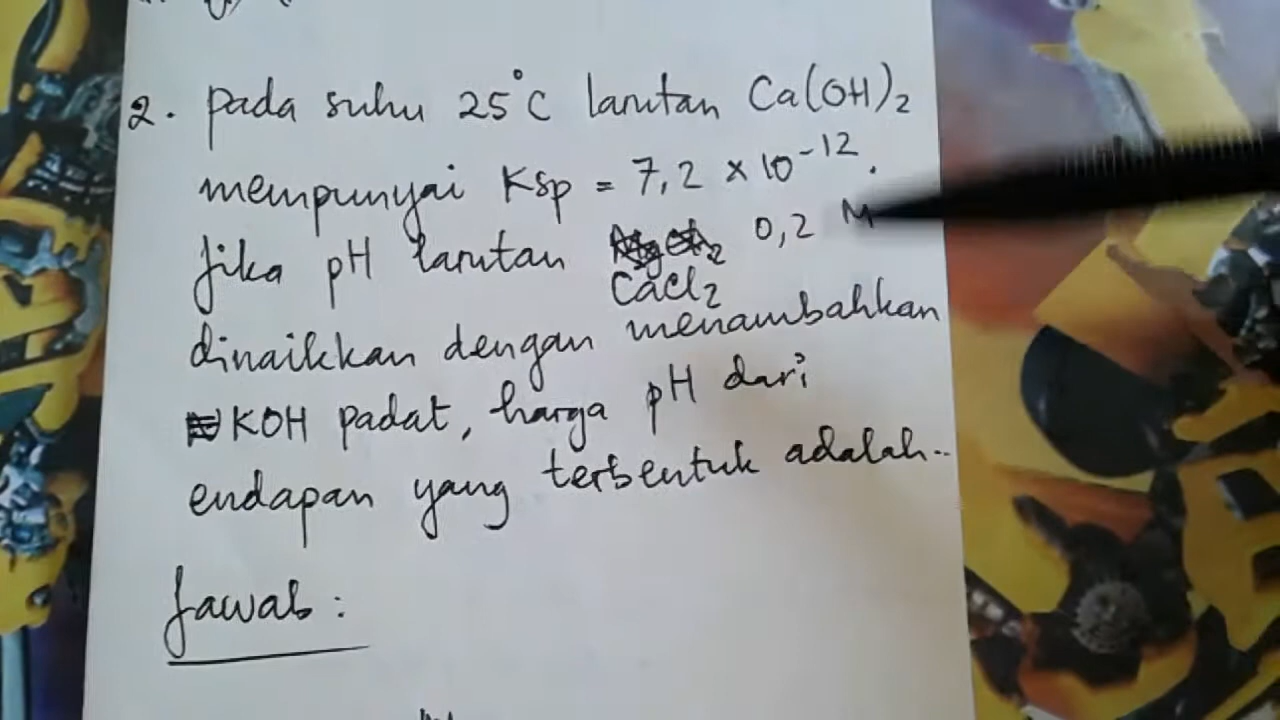 2. pada suhu 25°C larutan Ca(OH)₂
mempunyai Ksp = 7,2 × 10⁻¹².
Jika pH larutan CaCl₂ 0,2 M
dinaikkan dengan menambahkan
KOH padat, harga pH dari
endapan yang terbentuk adalah..
Jawab :